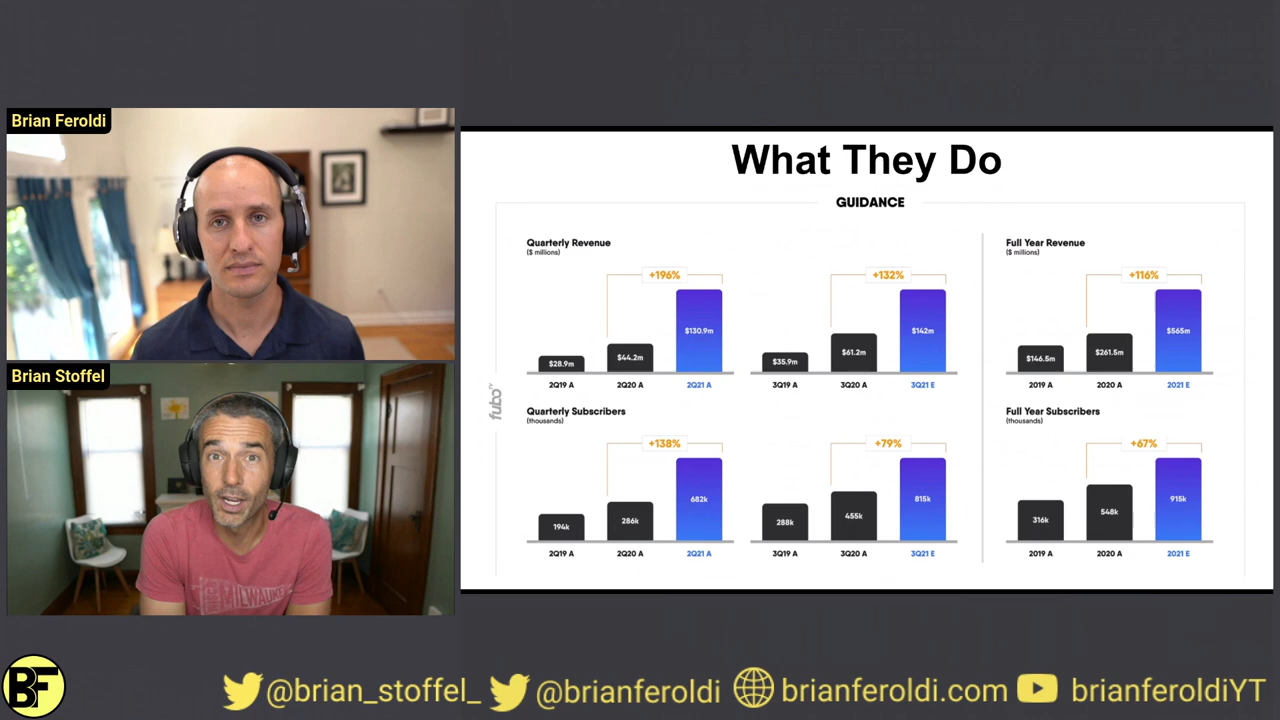 Brian Feroldi
Brian Stoffel
What They Do
GUIDANCE
Quarterly Revenue
($ millions)
+196%
$28.9m
$44.2m
$130.9m
2Q19 A
2Q20 A
2Q21 A
+132%
$35.9m
$61.2m
$142m
3Q19 A
3Q20 A
3Q21 E
Full Year Revenue
($ millions)
+116%
$146.5m
$261.5m
$565m
2019 A
2020 A
2021 E
fuboTV
Quarterly Subscribers
(thousands)
+138%
194k
286k
682k
2Q19 A
2Q20 A
2Q21 A
+79%
288k
455k
815k
3Q19 A
3Q20 A
3Q21 E
Full Year Subscribers
(thousands)
+67%
316k
548k
915k
2019 A
2020 A
2021 E
BF
@brian_stoffel_
@brianferoldi
brianferoldi.com
brianferoldiYT